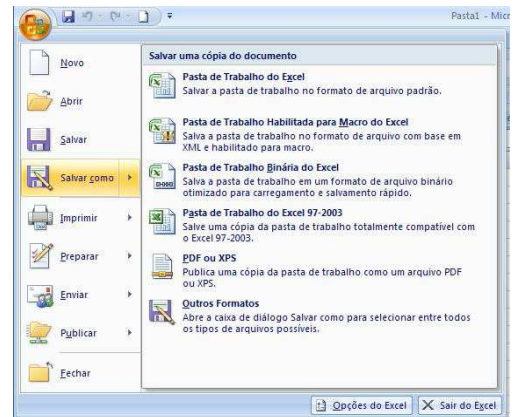 Pasta1 - Micr
Novo
Abrir
Salvar
Salvar como
Imprimir
Preparar
Enviar
Publicar
Fechar
Salvar uma cópia do documento
Pasta de Trabalho do Excel
Salvar a pasta de trabalho no formato de arquivo padrão.
Pasta de Trabalho Habilitada para Macro do Excel
Salva a pasta de trabalho no formato de arquivo com base em
XML e habilitado para macro.
Pasta de Trabalho Binária do Excel
Salva a pasta de trabalho em um formato de arquivo binário
otimizado para carregamento e salvamento rápido.
Pasta de Trabalho do Excel 97-2003
Salve uma cópia da pasta de trabalho totalmente compatível com
o Excel 97-2003.
PDF ou XPS
Publica uma cópia da pasta de trabalho como um arquivo PDF
ou XPS.
Outros Formatos
Abre a caixa de diálogo Salvar como para selecionar entre todos
os tipos de arquivos possíveis.
Opções do Excel
Sair do Excel